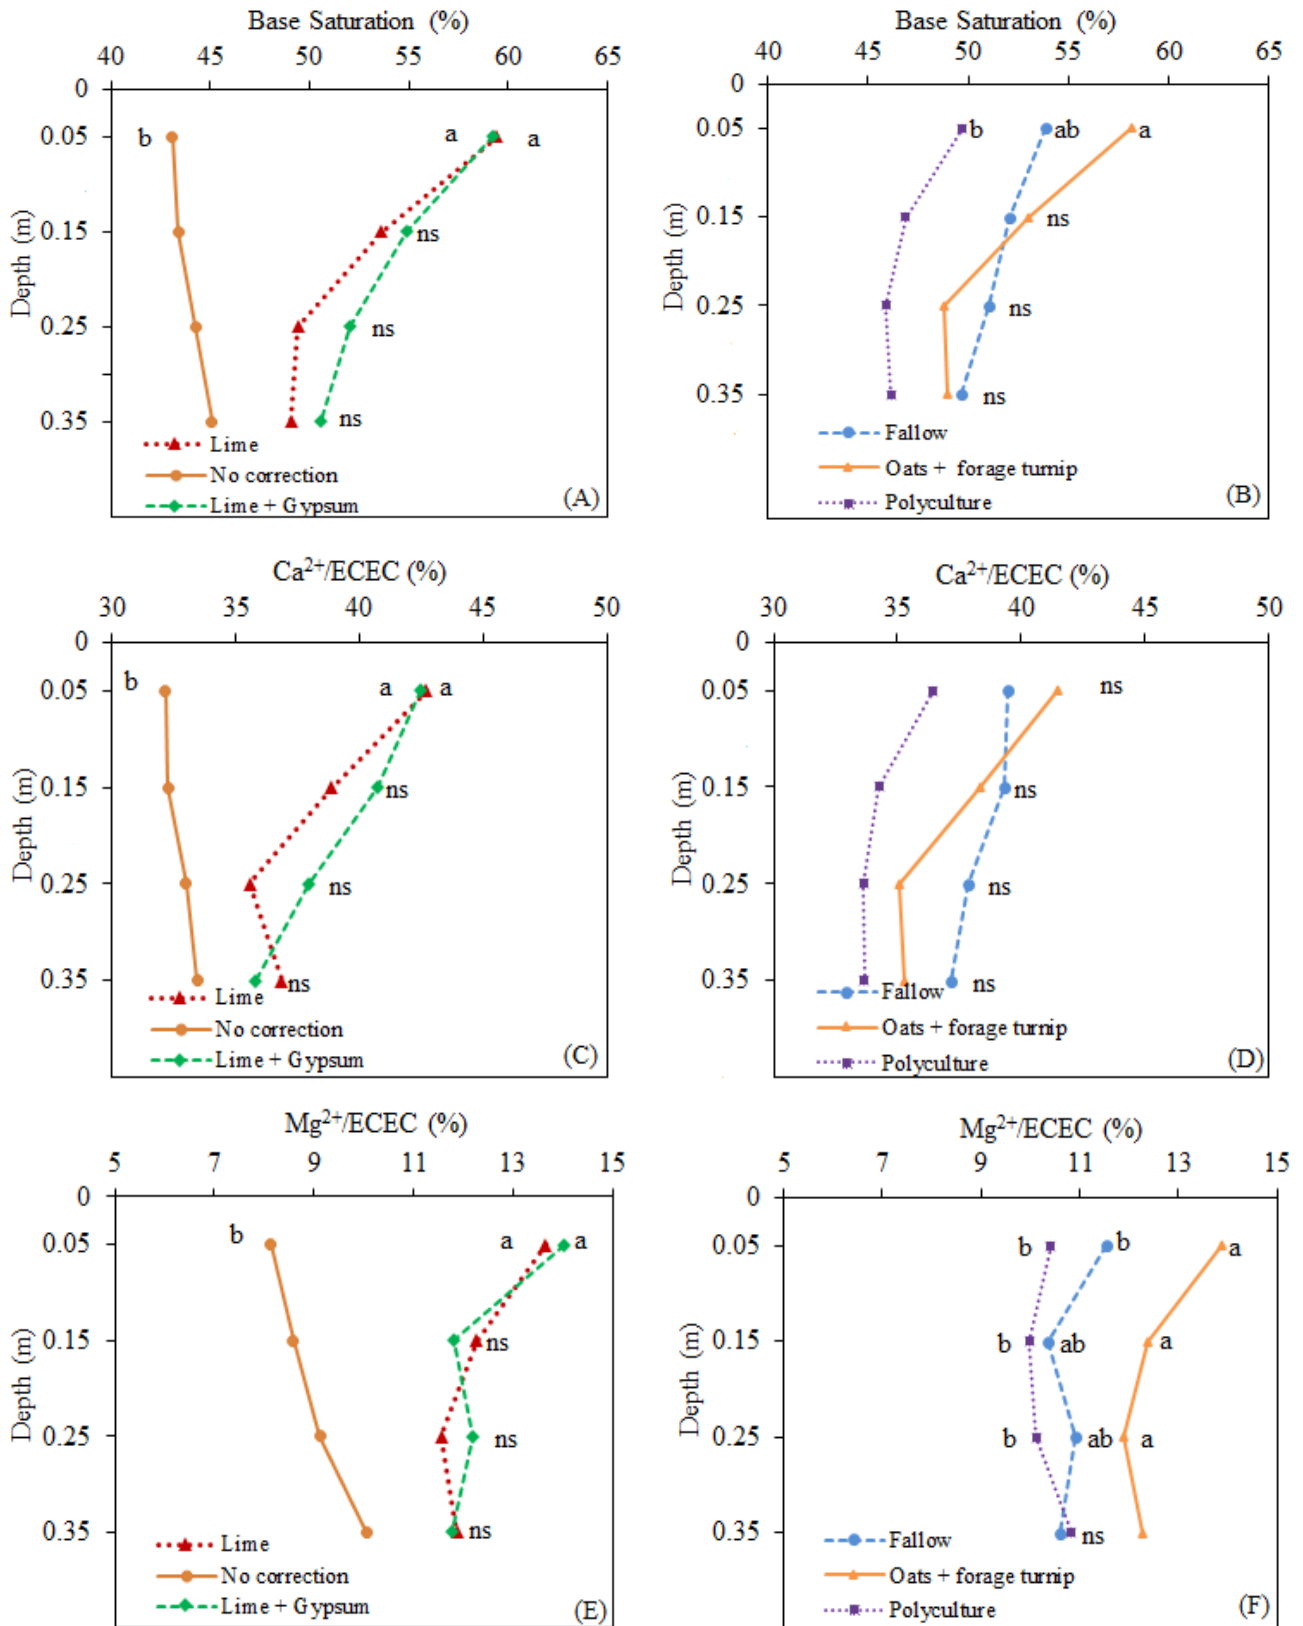 Base Saturation (%)
40 45 50 55 60 65
0
0.05
0.15
0.25
0.35
Depth (m)
b a a
ns
ns
ns
Lime
No correction
Lime + Gypsum
(A)
Base Saturation (%)
40 45 50 55 60 65
0
0.05
0.15
0.25
0.35
Depth (m)
b ab a
ns
ns
ns
Fallow
Oats + forage turnip
Polyculture
(B)
Ca²⁺/ECEC (%)
30 35 40 45 50
0
0.05
0.15
0.25
0.35
Depth (m)
b a a
ns
ns
ns
Lime
No correction
Lime + Gypsum
(C)
Ca²⁺/ECEC (%)
30 35 40 45 50
0
0.05
0.15
0.25
0.35
Depth (m)
ns
ns
ns
ns
Fallow
Oats + forage turnip
Polyculture
(D)
Mg²⁺/ECEC (%)
5 7 9 11 13 15
0
0.05
0.15
0.25
0.35
Depth (m)
b a a
ns
ns
ns
Lime
No correction
Lime + Gypsum
(E)
Mg²⁺/ECEC (%)
5 7 9 11 13 15
0
0.05
0.15
0.25
0.35
Depth (m)
b b a
b ab a
b ab a
ns
Fallow
Oats + forage turnip
Polyculture
(F)